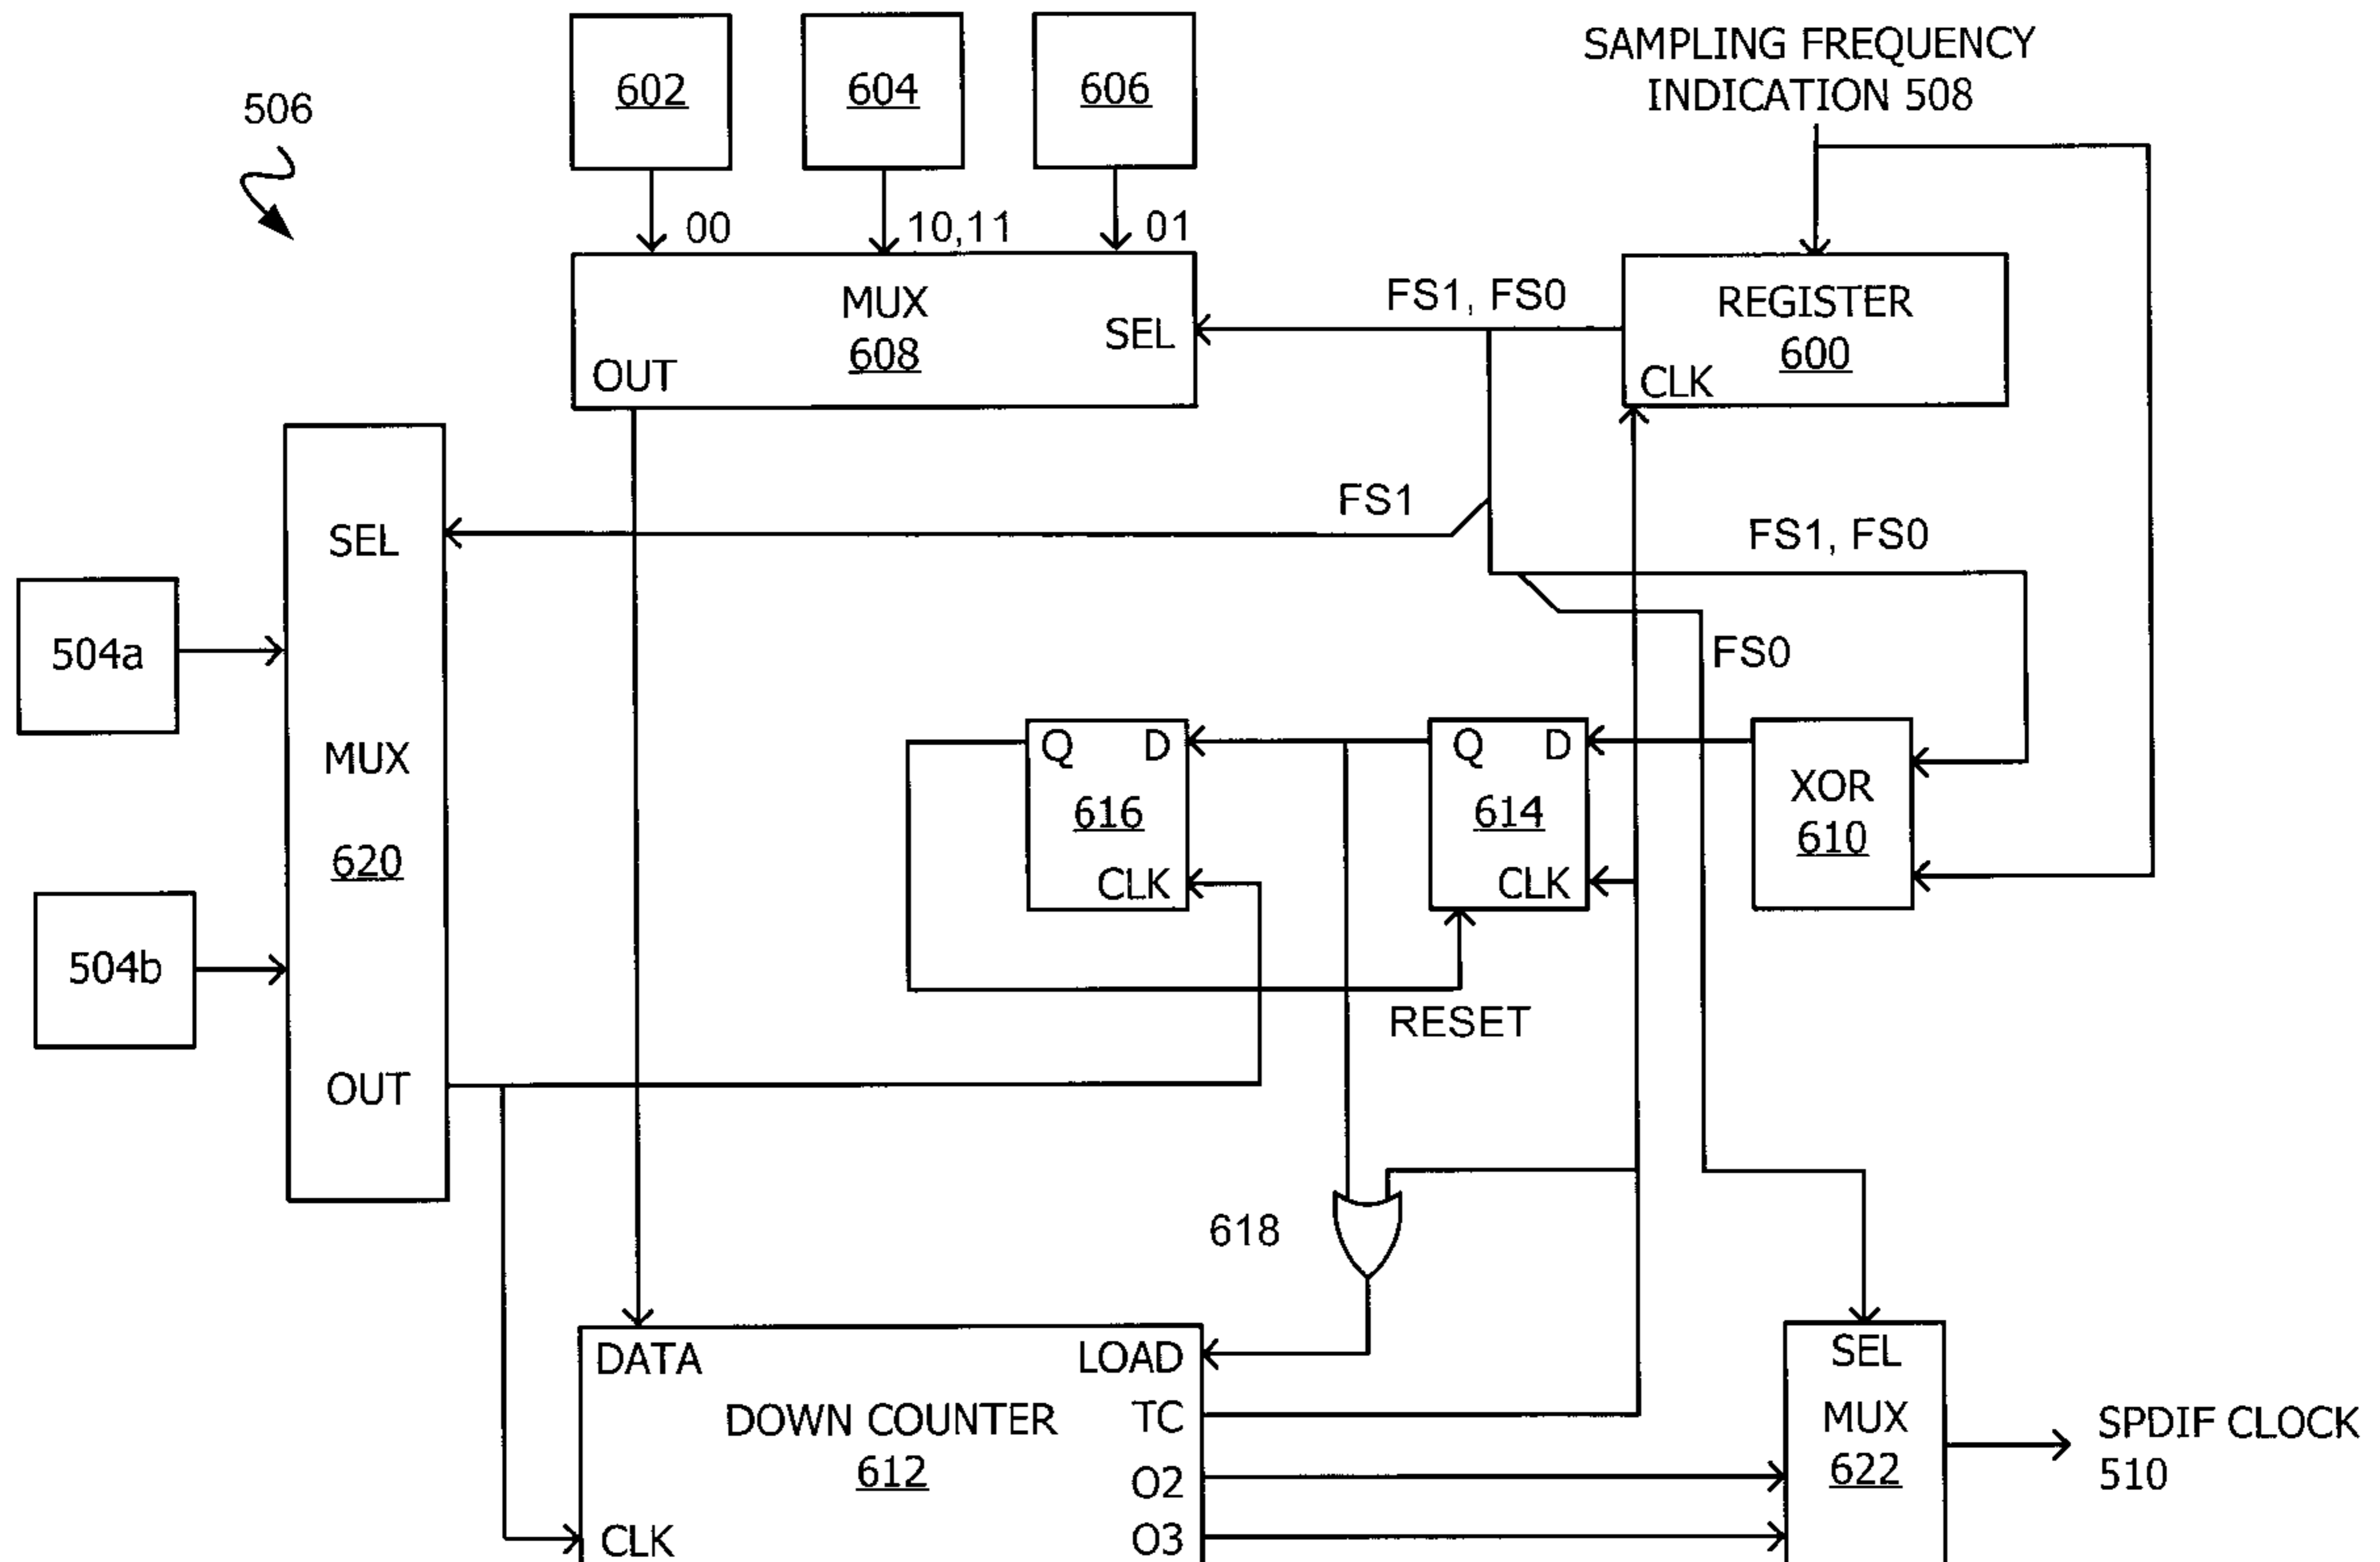 506
602
604
606
SAMPLING FREQUENCY
INDICATION 508
00
10,11
01
MUX
608
SEL
OUT
FS1, FS0
REGISTER
600
CLK
FS1
FS1, FS0
FS0
SEL
MUX
620
OUT
504a
504b
Q D
616
CLK
Q D
614
CLK
XOR
610
RESET
618
DATA
LOAD
DOWN COUNTER
612
TC
O2
O3
CLK
SEL
MUX
622
SPDIF CLOCK
510